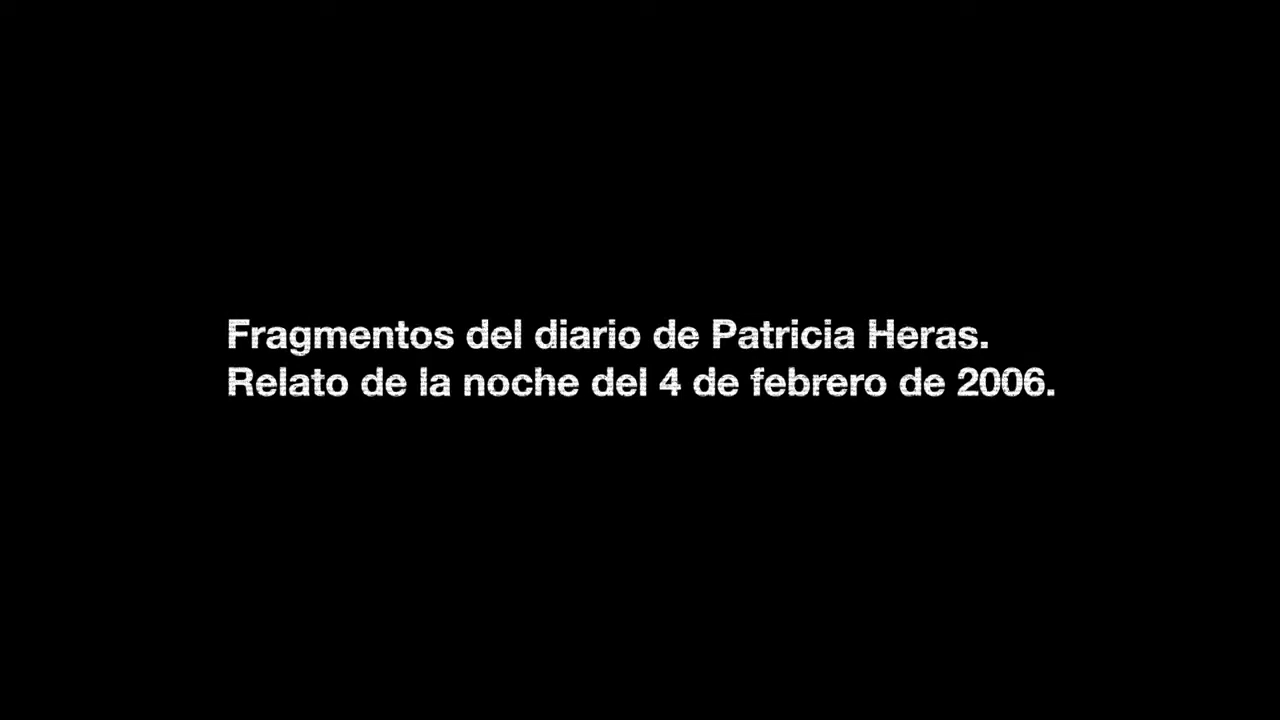 Fragmentos del diario de Patricia Heras.
Relato de la noche del 4 de febrero de 2006.